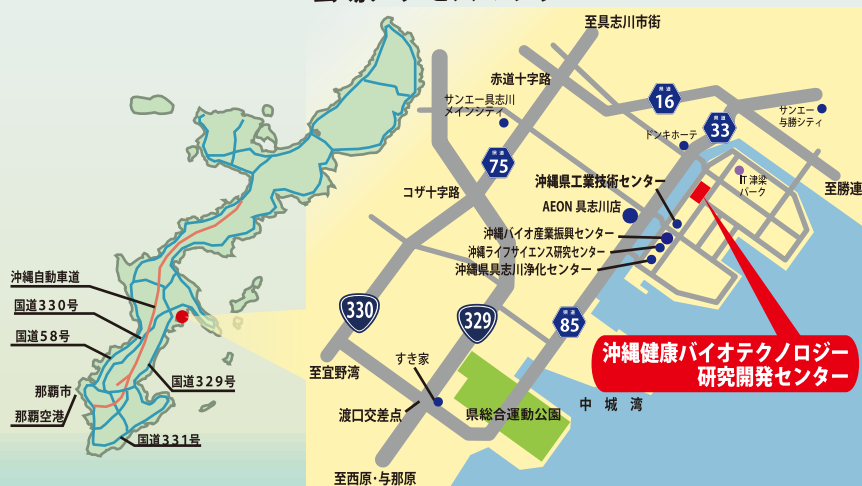 沖縄自動車道
国道330号
国道58号
那覇市
那覇空港
国道329号
国道331号
至具志川市街
赤道十字路
サンエー具志川
メインシティ
県道
16
県道
33
サンエー
与勝シティ
ドンキホーテ
県道
75
IT津梁
パーク
至勝連
沖縄県工業技術センター
コザ十字路
AEON 具志川店
沖縄バイオ産業振興センター
沖縄ライフサイエンス研究センター
沖縄県具志川浄化センター
330
329
県道
85
沖縄健康バイオテクノロジー
研究開発センター
至宜野湾
すき家
渡口交差点
県総合運動公園
中城湾
至西原・与那原